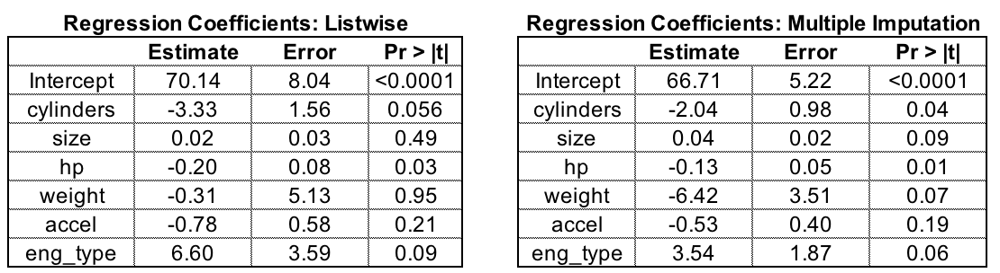 Regression Coefficients: Listwise
Estimate Error Pr > |t|
Intercept 70.14 8.04 <0.0001
cylinders -3.33 1.56 0.056
size 0.02 0.03 0.49
hp -0.20 0.08 0.03
weight -0.31 5.13 0.95
accel -0.78 0.58 0.21
eng_type 6.60 3.59 0.09
Regression Coefficients: Multiple Imputation
Estimate Error Pr > |t|
Intercept 66.71 5.22 <0.0001
cylinders -2.04 0.98 0.04
size 0.04 0.02 0.09
hp -0.13 0.05 0.01
weight -6.42 3.51 0.07
accel -0.53 0.40 0.19
eng_type 3.54 1.87 0.06